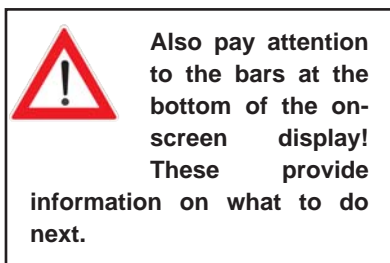 Also pay attention
to the bars at the
bottom of the on-
screen display!
These provide
information on what to do
next.